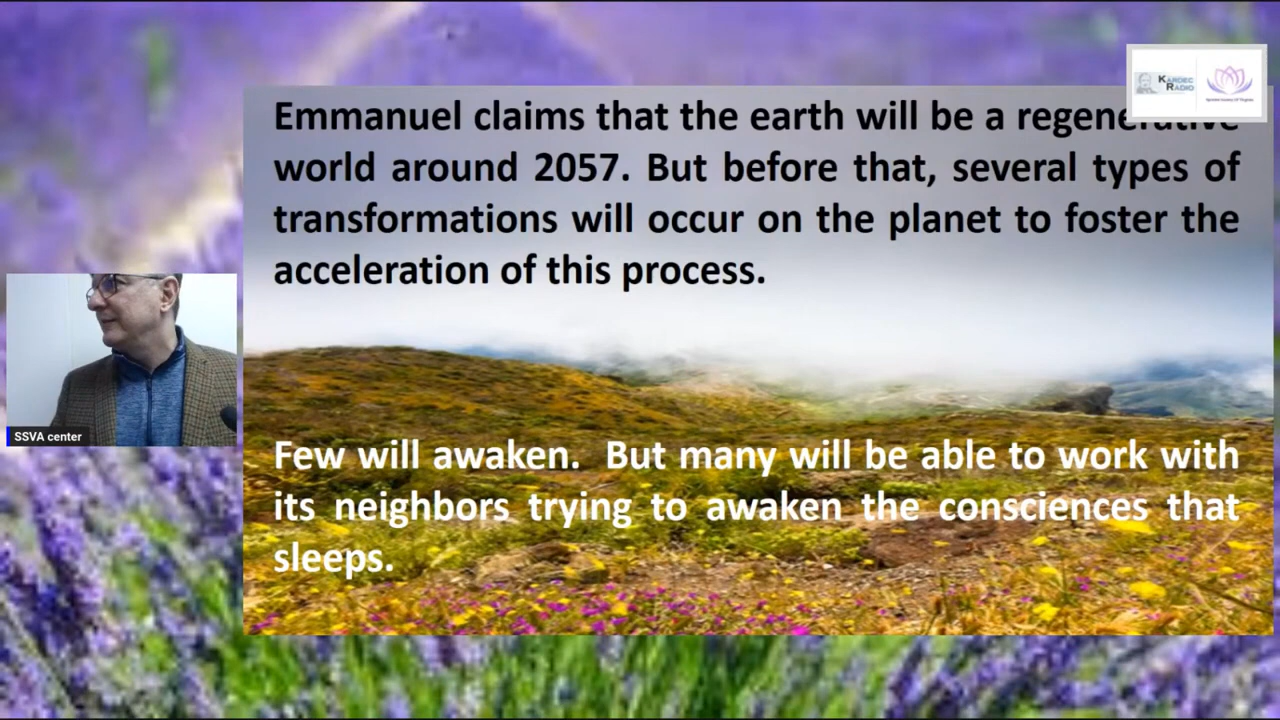 KARDEC
RADIO
Emmanuel claims that the earth will be a regenerative
world around 2057. But before that, several types of
transformations will occur on the planet to foster the
acceleration of this process.
SSVA center
Few will awaken. But many will be able to work with
its neighbors trying to awaken the consciences that
sleeps.